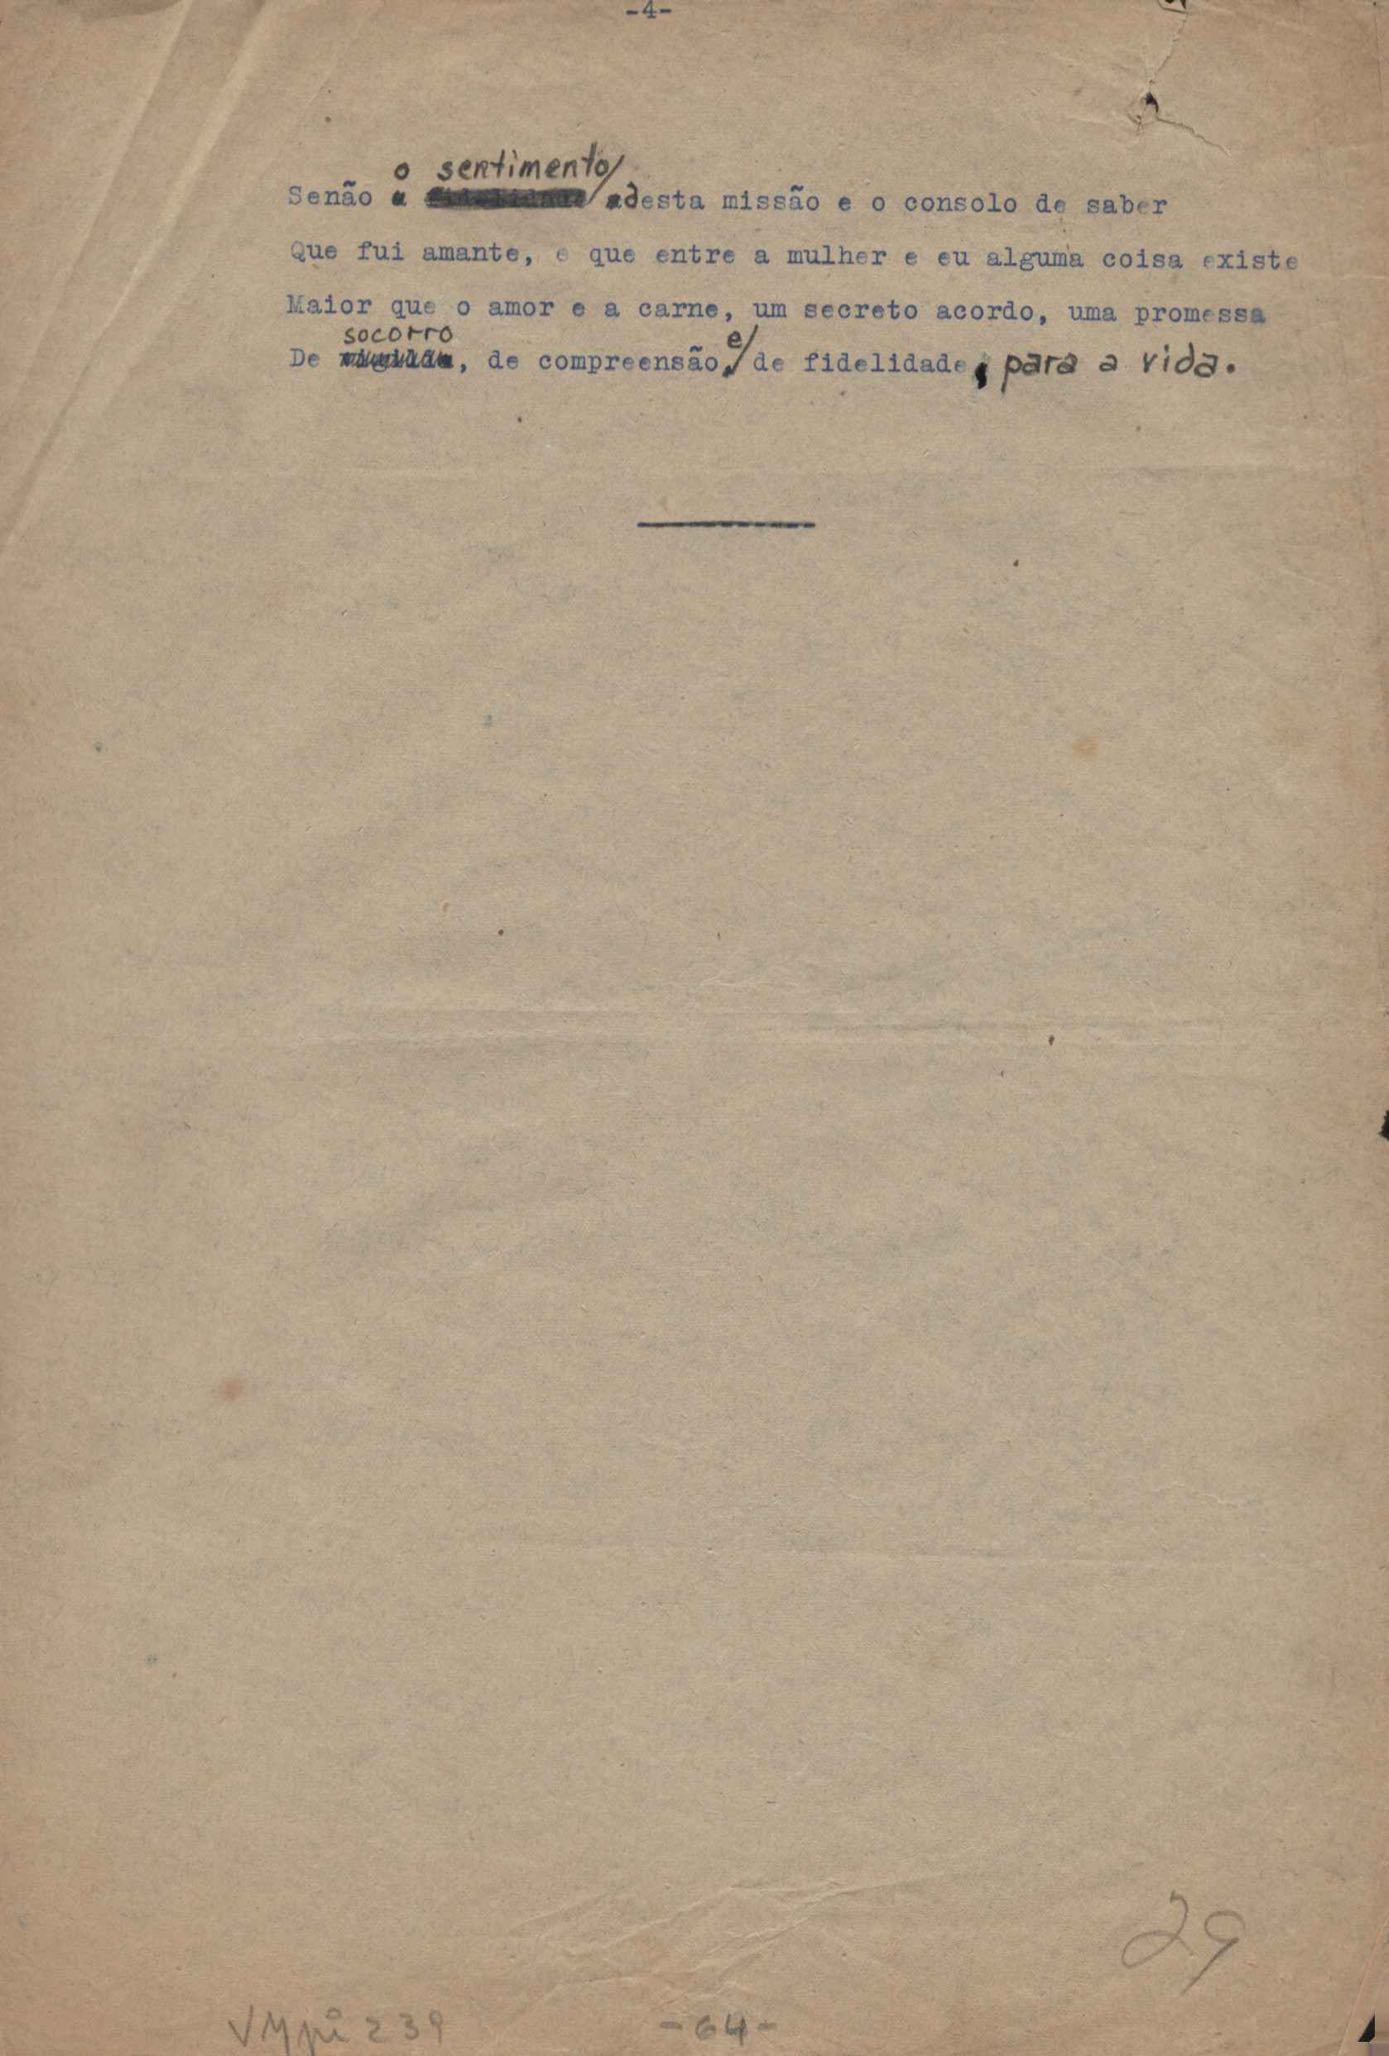 -4-
o sentimento
Senão desta missão e o consolo de saber
Que fui amante, e que entre a mulher e eu alguma coisa existe
Maior que o amor e a carne, um secreto acordo, uma promessa
socorro
De vigília, de compreensão, e de fidelidade, para a vida.
29
VMpi 239
-64-